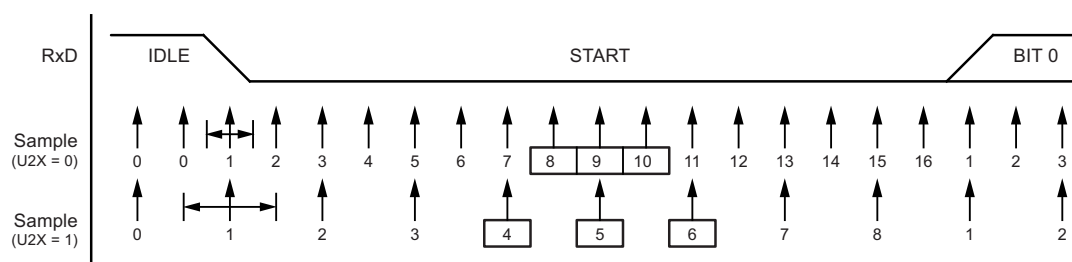 RxD IDLE START BIT 0
Sample
(U2X = 0)
0 0 1 2 3 4 5 6 7 8 9 10 11 12 13 14 15 16 1 2 3
Sample
(U2X = 1)
0 1 2 3 4 5 6 7 8 1 2